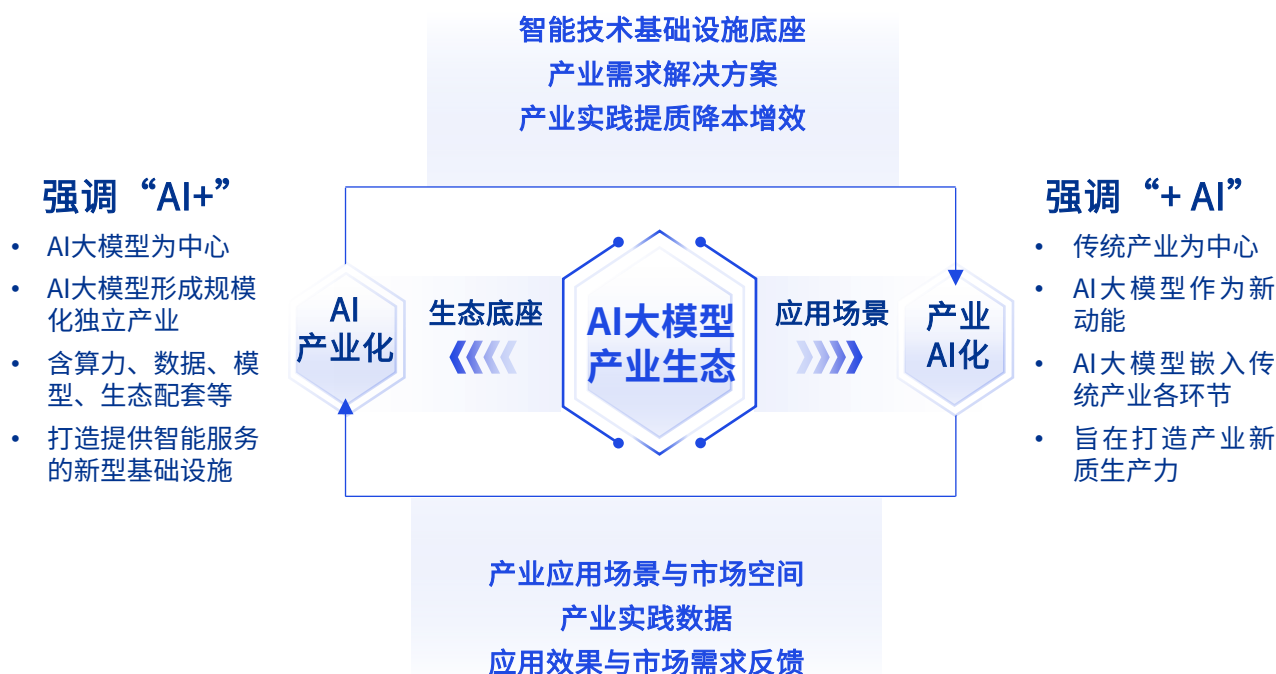 智能技术基础设施底座
产业需求解决方案
产业实践提质降本增效
强调“AI+”
• AI大模型为中心
• AI大模型形成规模
化独立产业
• 含算力、数据、模
型、生态配套等
• 打造提供智能服务
的新型基础设施
AI
产业化
生态底座
AI大模型
产业生态
应用场景
产业
AI化
强调“+ AI”
• 传统产业为中心
• AI大模型作为新
动能
• AI大模型嵌入传
统产业各环节
• 旨在打造产业新
质生产力
产业应用场景与市场空间
产业实践数据
应用效果与市场需求反馈